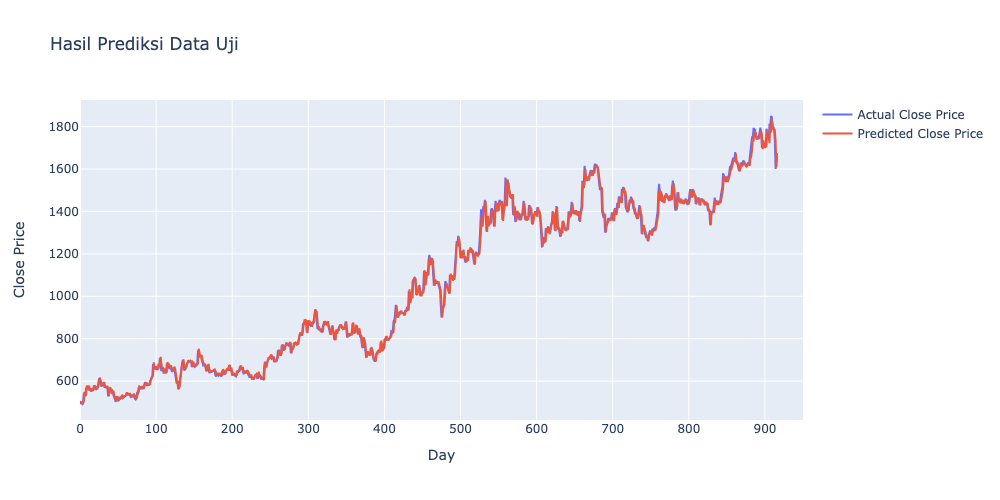 Hasil Prediksi Data Uji
Actual Close Price
Predicted Close Price
Close Price
1800
1600
1400
1200
1000
800
600
0 100 200 300 400 500 600 700 800 900
Day